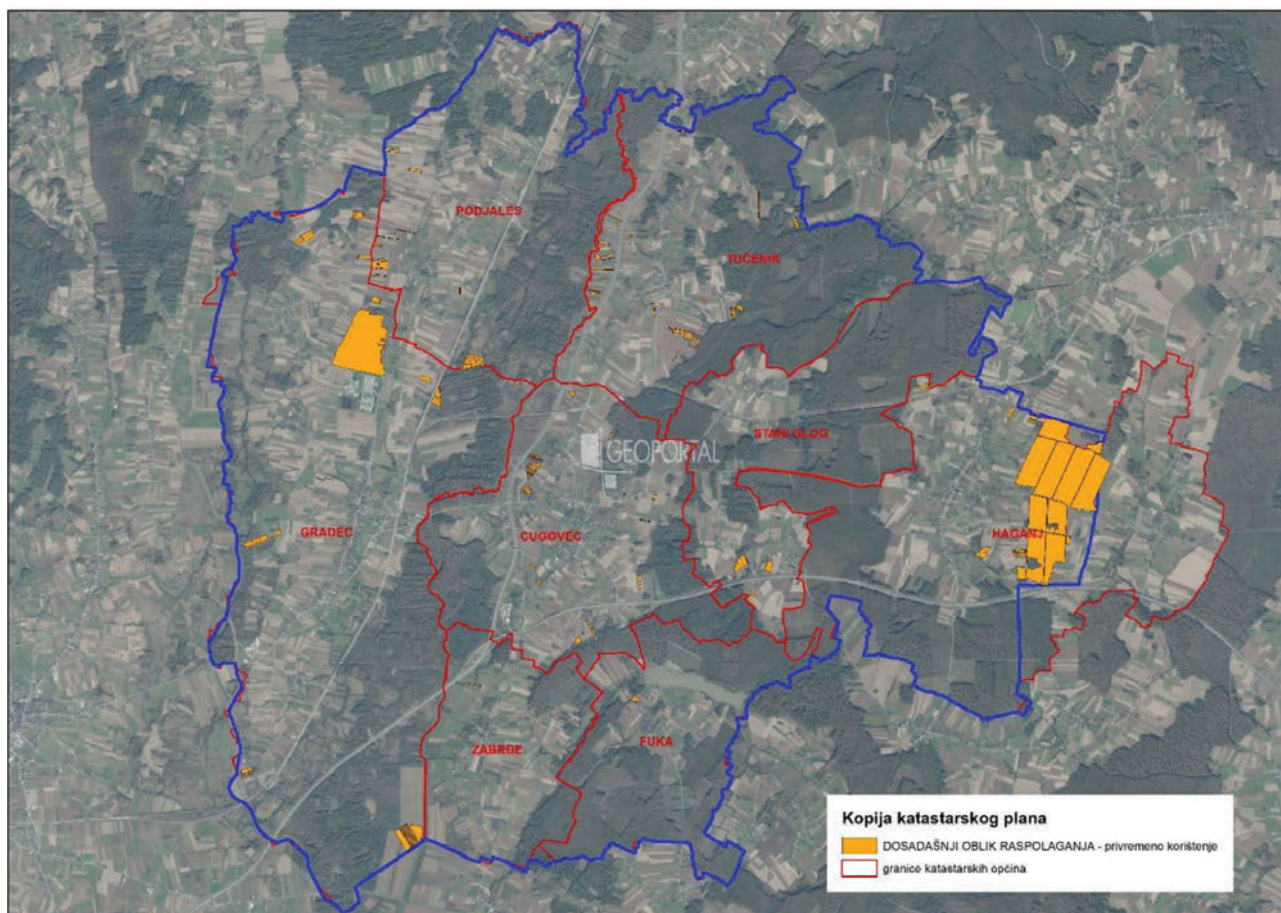 PODJALES
TUČENIK
STARI GLOG
GEOPORTAL
GRADEC
CUGOVEC
HAGANJ
ZABRĐE
FUKA
Kopija katastarskog plana
DOSADAŠNJI OBLIK RASPOLAGANJA - privremeno korištenje
granice katastarskih općina